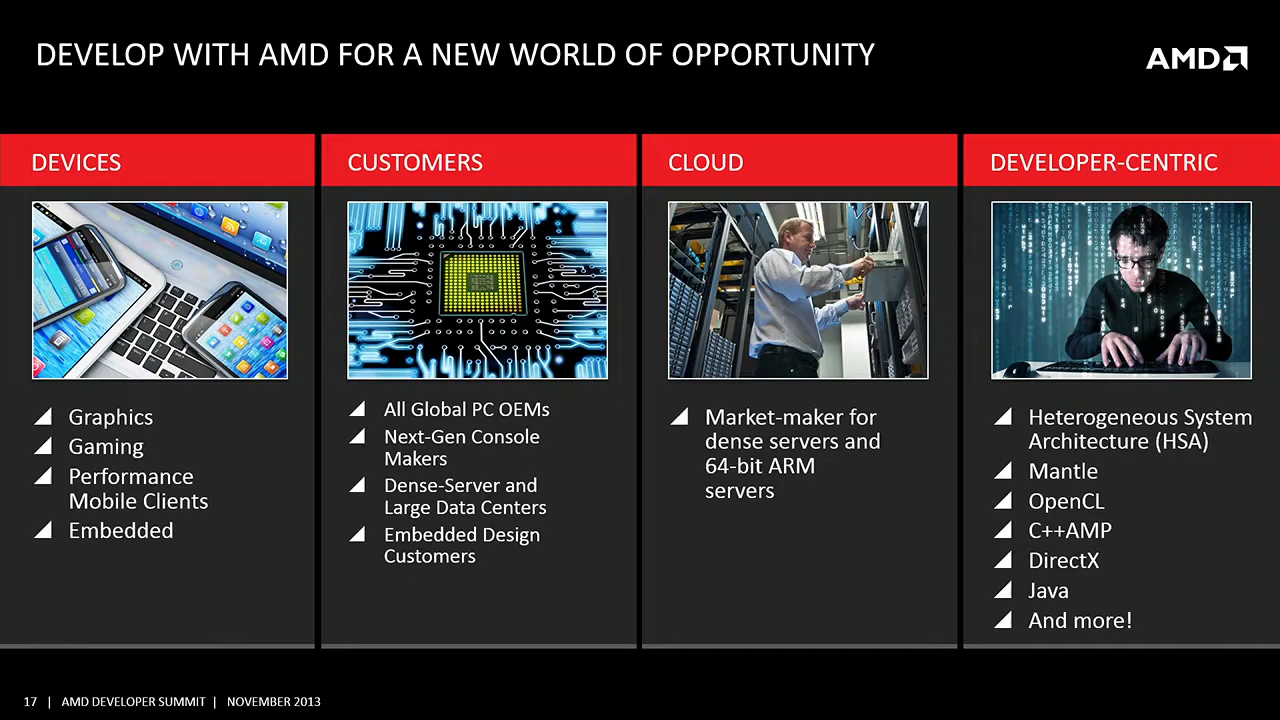 DEVELOP WITH AMD FOR A NEW WORLD OF OPPORTUNITY
AMD
DEVICES
Graphics
Gaming
Performance
Mobile Clients
Embedded
CUSTOMERS
All Global PC OEMs
Next-Gen Console
Makers
Dense-Server and
Large Data Centers
Embedded Design
Customers
CLOUD
Market-maker for
dense servers and
64-bit ARM
servers
DEVELOPER-CENTRIC
Heterogeneous System
Architecture (HSA)
Mantle
OpenCL
C++AMP
DirectX
Java
And more!
17 | AMD DEVELOPER SUMMIT | NOVEMBER 2013